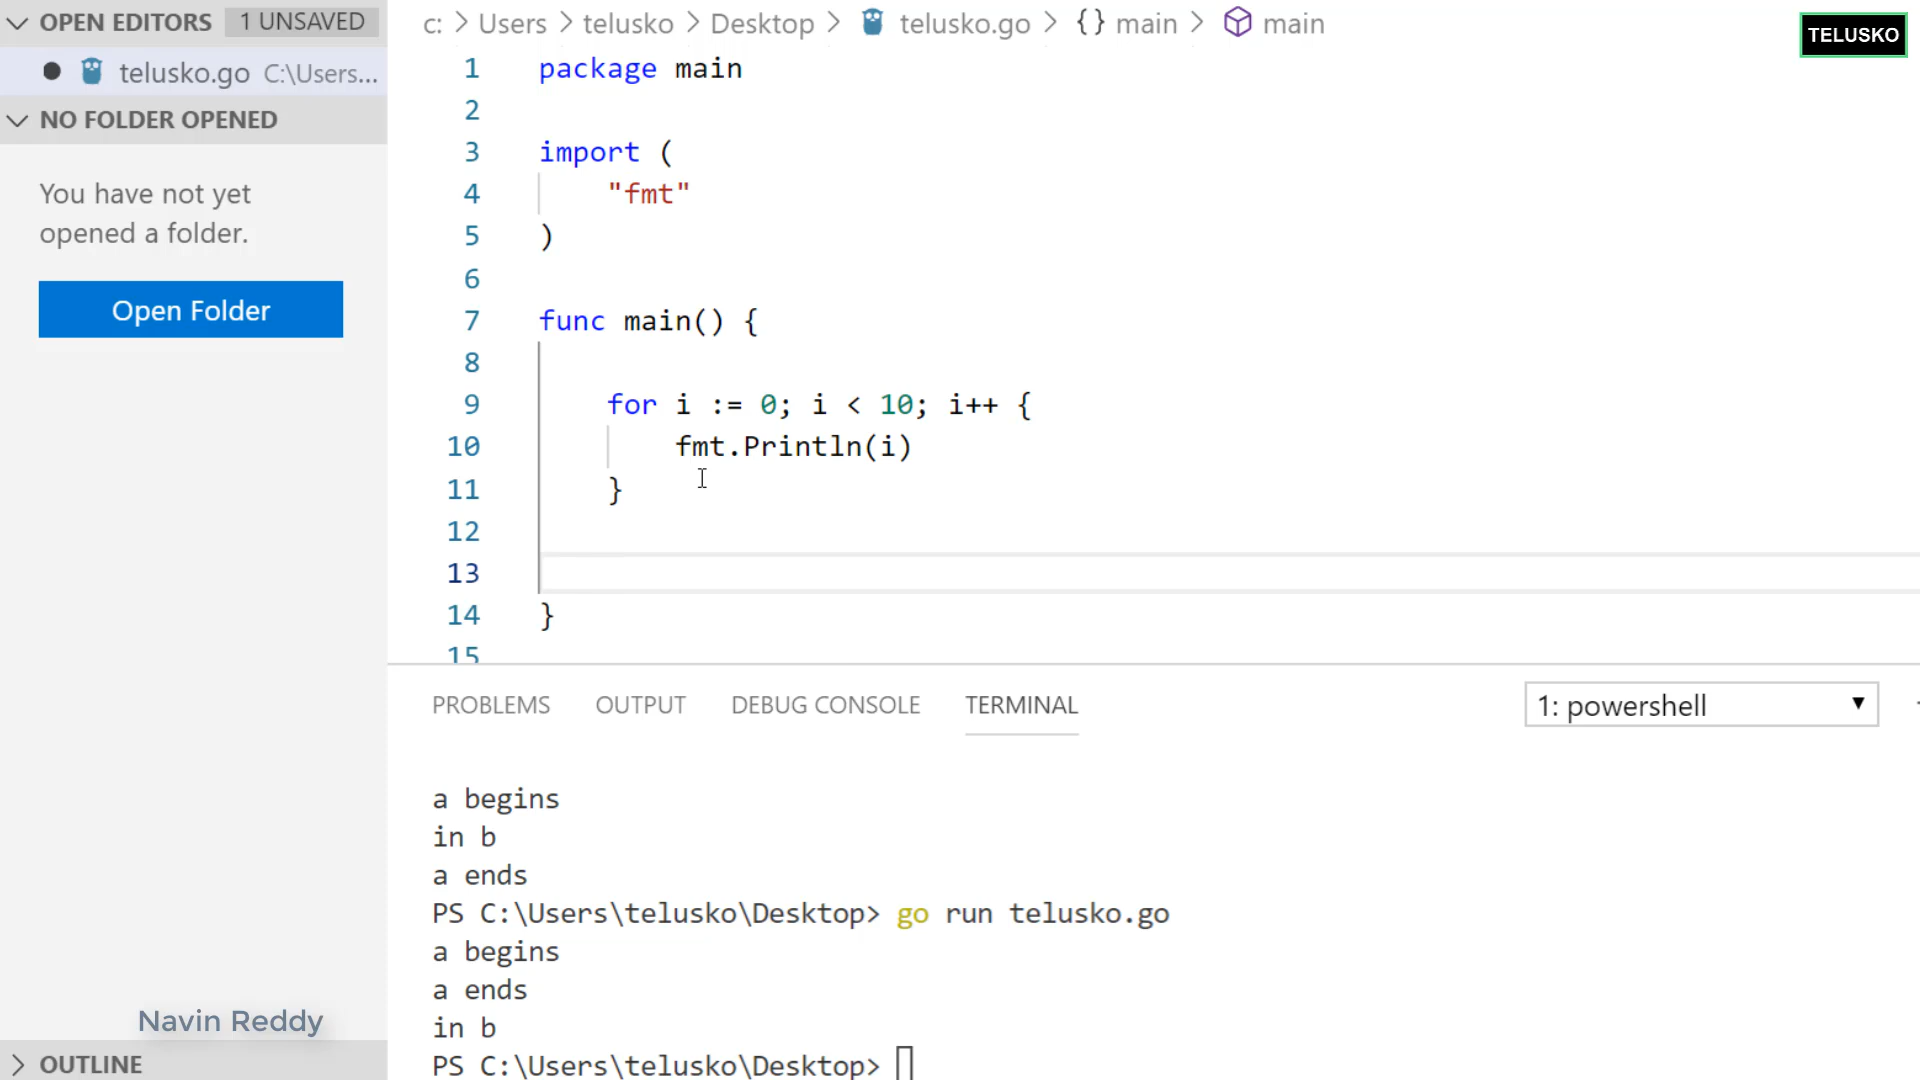 OPEN EDITORS 1 UNSAVED
telusko.go C:\Users...
NO FOLDER OPENED
You have not yet
opened a folder.
Open Folder
Navin Reddy
OUTLINE
c: > Users > telusko > Desktop > telusko.go > {} main > main
TELUSKO
1 package main
2
3 import (
4 "fmt"
5 )
6
7 func main() {
8
9 for i := 0; i < 10; i++ {
10 fmt.Println(i)
11 }
12
13
14 }
15
PROBLEMS OUTPUT DEBUG CONSOLE TERMINAL 1: powershell
a begins
in b
a ends
PS C:\Users\telusko\Desktop> go run telusko.go
a begins
a ends
in b
PS C:\Users\telusko\Desktop>